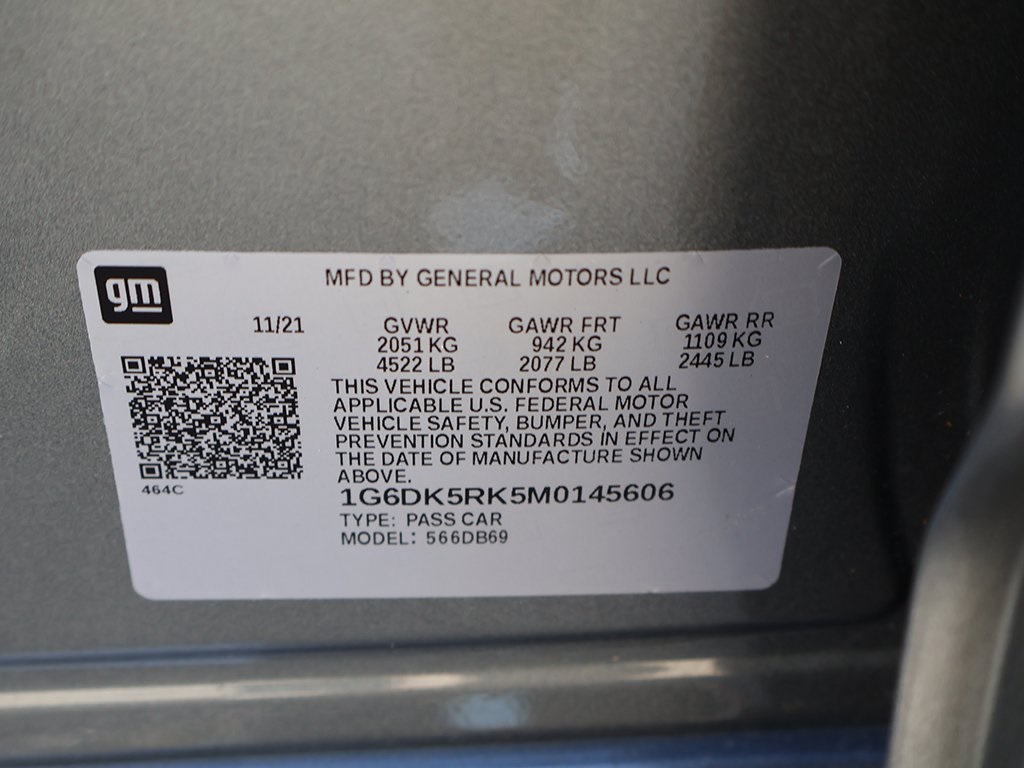 gm
MFD BY GENERAL MOTORS LLC
11/21 GVWR GAWR FRT GAWR RR
2051 KG 942 KG 1109 KG
4522 LB 2077 LB 2445 LB
THIS VEHICLE CONFORMS TO ALL
APPLICABLE U.S. FEDERAL MOTOR
VEHICLE SAFETY, BUMPER, AND THEFT
PREVENTION STANDARDS IN EFFECT ON
THE DATE OF MANUFACTURE SHOWN
ABOVE.
464C
1G6DK5RK5M0145606
TYPE: PASS CAR
MODEL: 566DB69